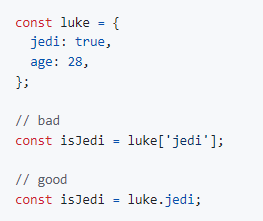 const luke = {
  jedi: true,
  age: 28,
};

// bad
const isJedi = luke['jedi'];

// good
const isJedi = luke.jedi;